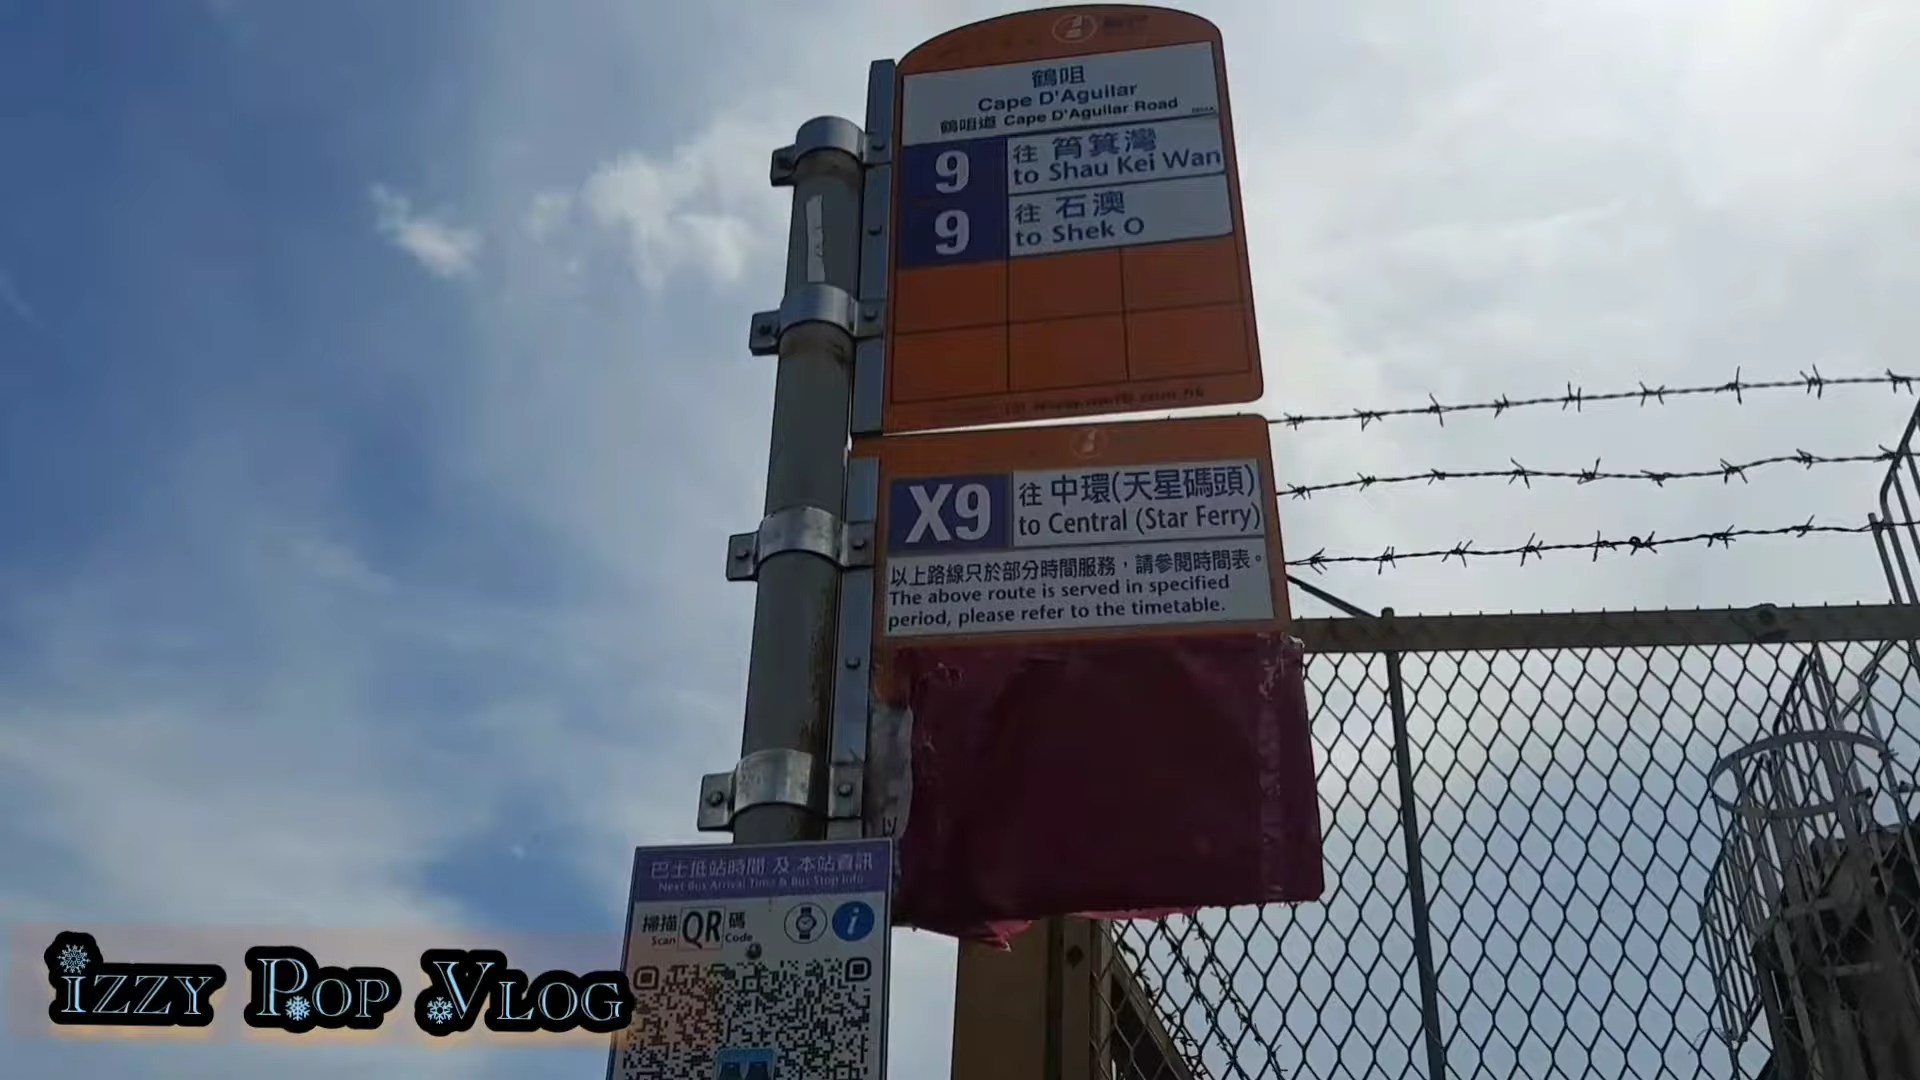 鶴咀
Cape D'Aguilar
鶴咀道 Cape D'Aguilar Road
9 往 筲箕灣
to Shau Kei Wan
9 往 石澳
to Shek O
X9 往 中環(天星碼頭)
to Central (Star Ferry)
以上路線只於部分時間服務，請參閱時間表。
The above route is served in specified
period, please refer to the timetable.
以
巴士抵站時間 及 本站資訊
Next Bus Arrival Time & Bus Stop Info
掃描 QR 碼
Scan Code
i
Izzy Pop Vlog